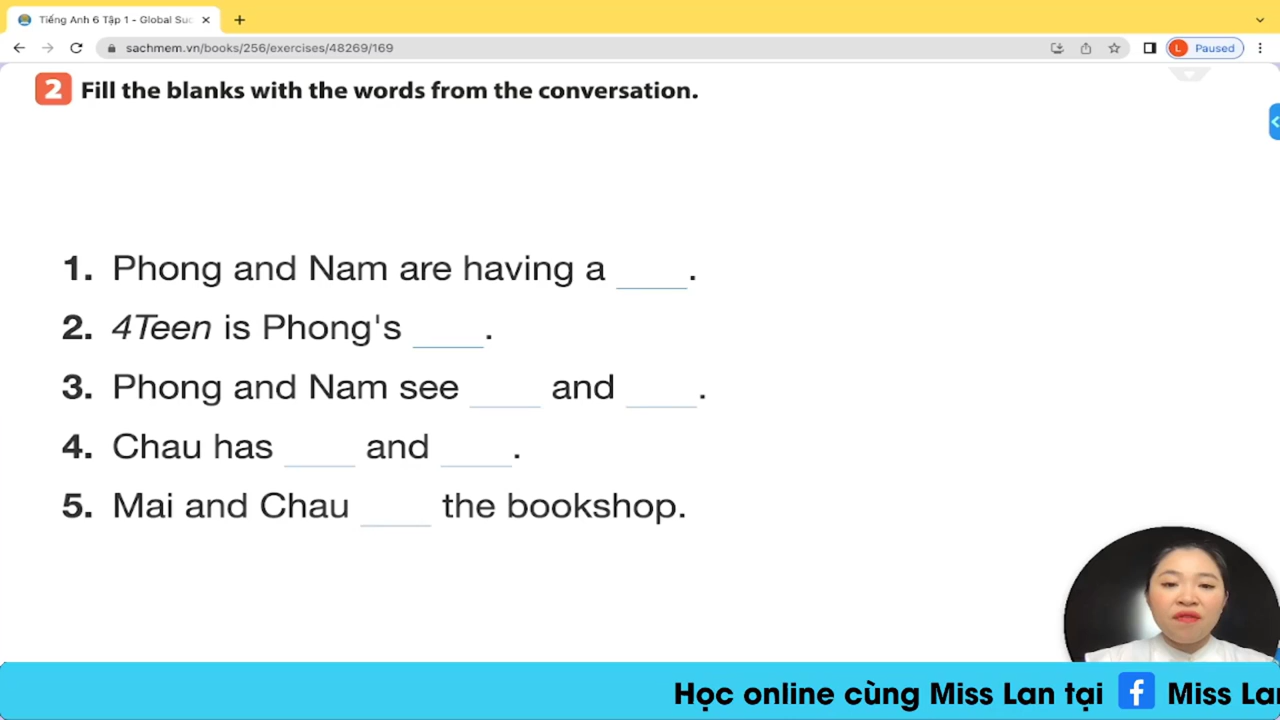 Tiếng Anh 6 Tập 1 - Global Suc
sachmem.vn/books/256/exercises/48269/169
L Paused
2 Fill the blanks with the words from the conversation.
1. Phong and Nam are having a ____.
2. 4Teen is Phong's ____.
3. Phong and Nam see ____ and ____.
4. Chau has ____ and ____.
5. Mai and Chau ____ the bookshop.
Học online cùng Miss Lan tại f Miss Lan